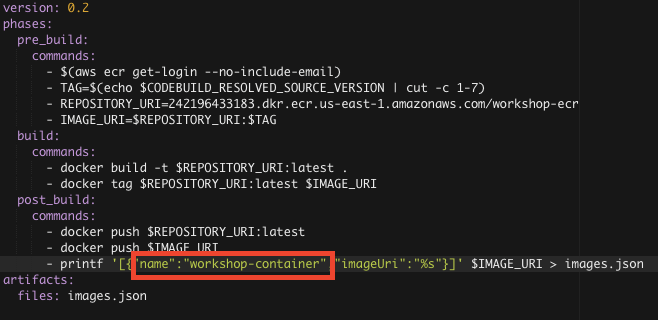 version: 0.2
phases:
  pre_build:
    commands:
      - $(aws ecr get-login --no-include-email)
      - TAG=$(echo $CODEBUILD_RESOLVED_SOURCE_VERSION | cut -c 1-7)
      - REPOSITORY_URI=242196433183.dkr.ecr.us-east-1.amazonaws.com/workshop-ecr
      - IMAGE_URI=$REPOSITORY_URI:$TAG
  build:
    commands:
      - docker build -t $REPOSITORY_URI:latest .
      - docker tag $REPOSITORY_URI:latest $IMAGE_URI
  post_build:
    commands:
      - docker push $REPOSITORY_URI:latest
      - docker push $IMAGE_URI
      - printf '[{"name":"workshop-container","imageUri":"%s"}]' $IMAGE_URI > images.json
artifacts:
  files: images.json